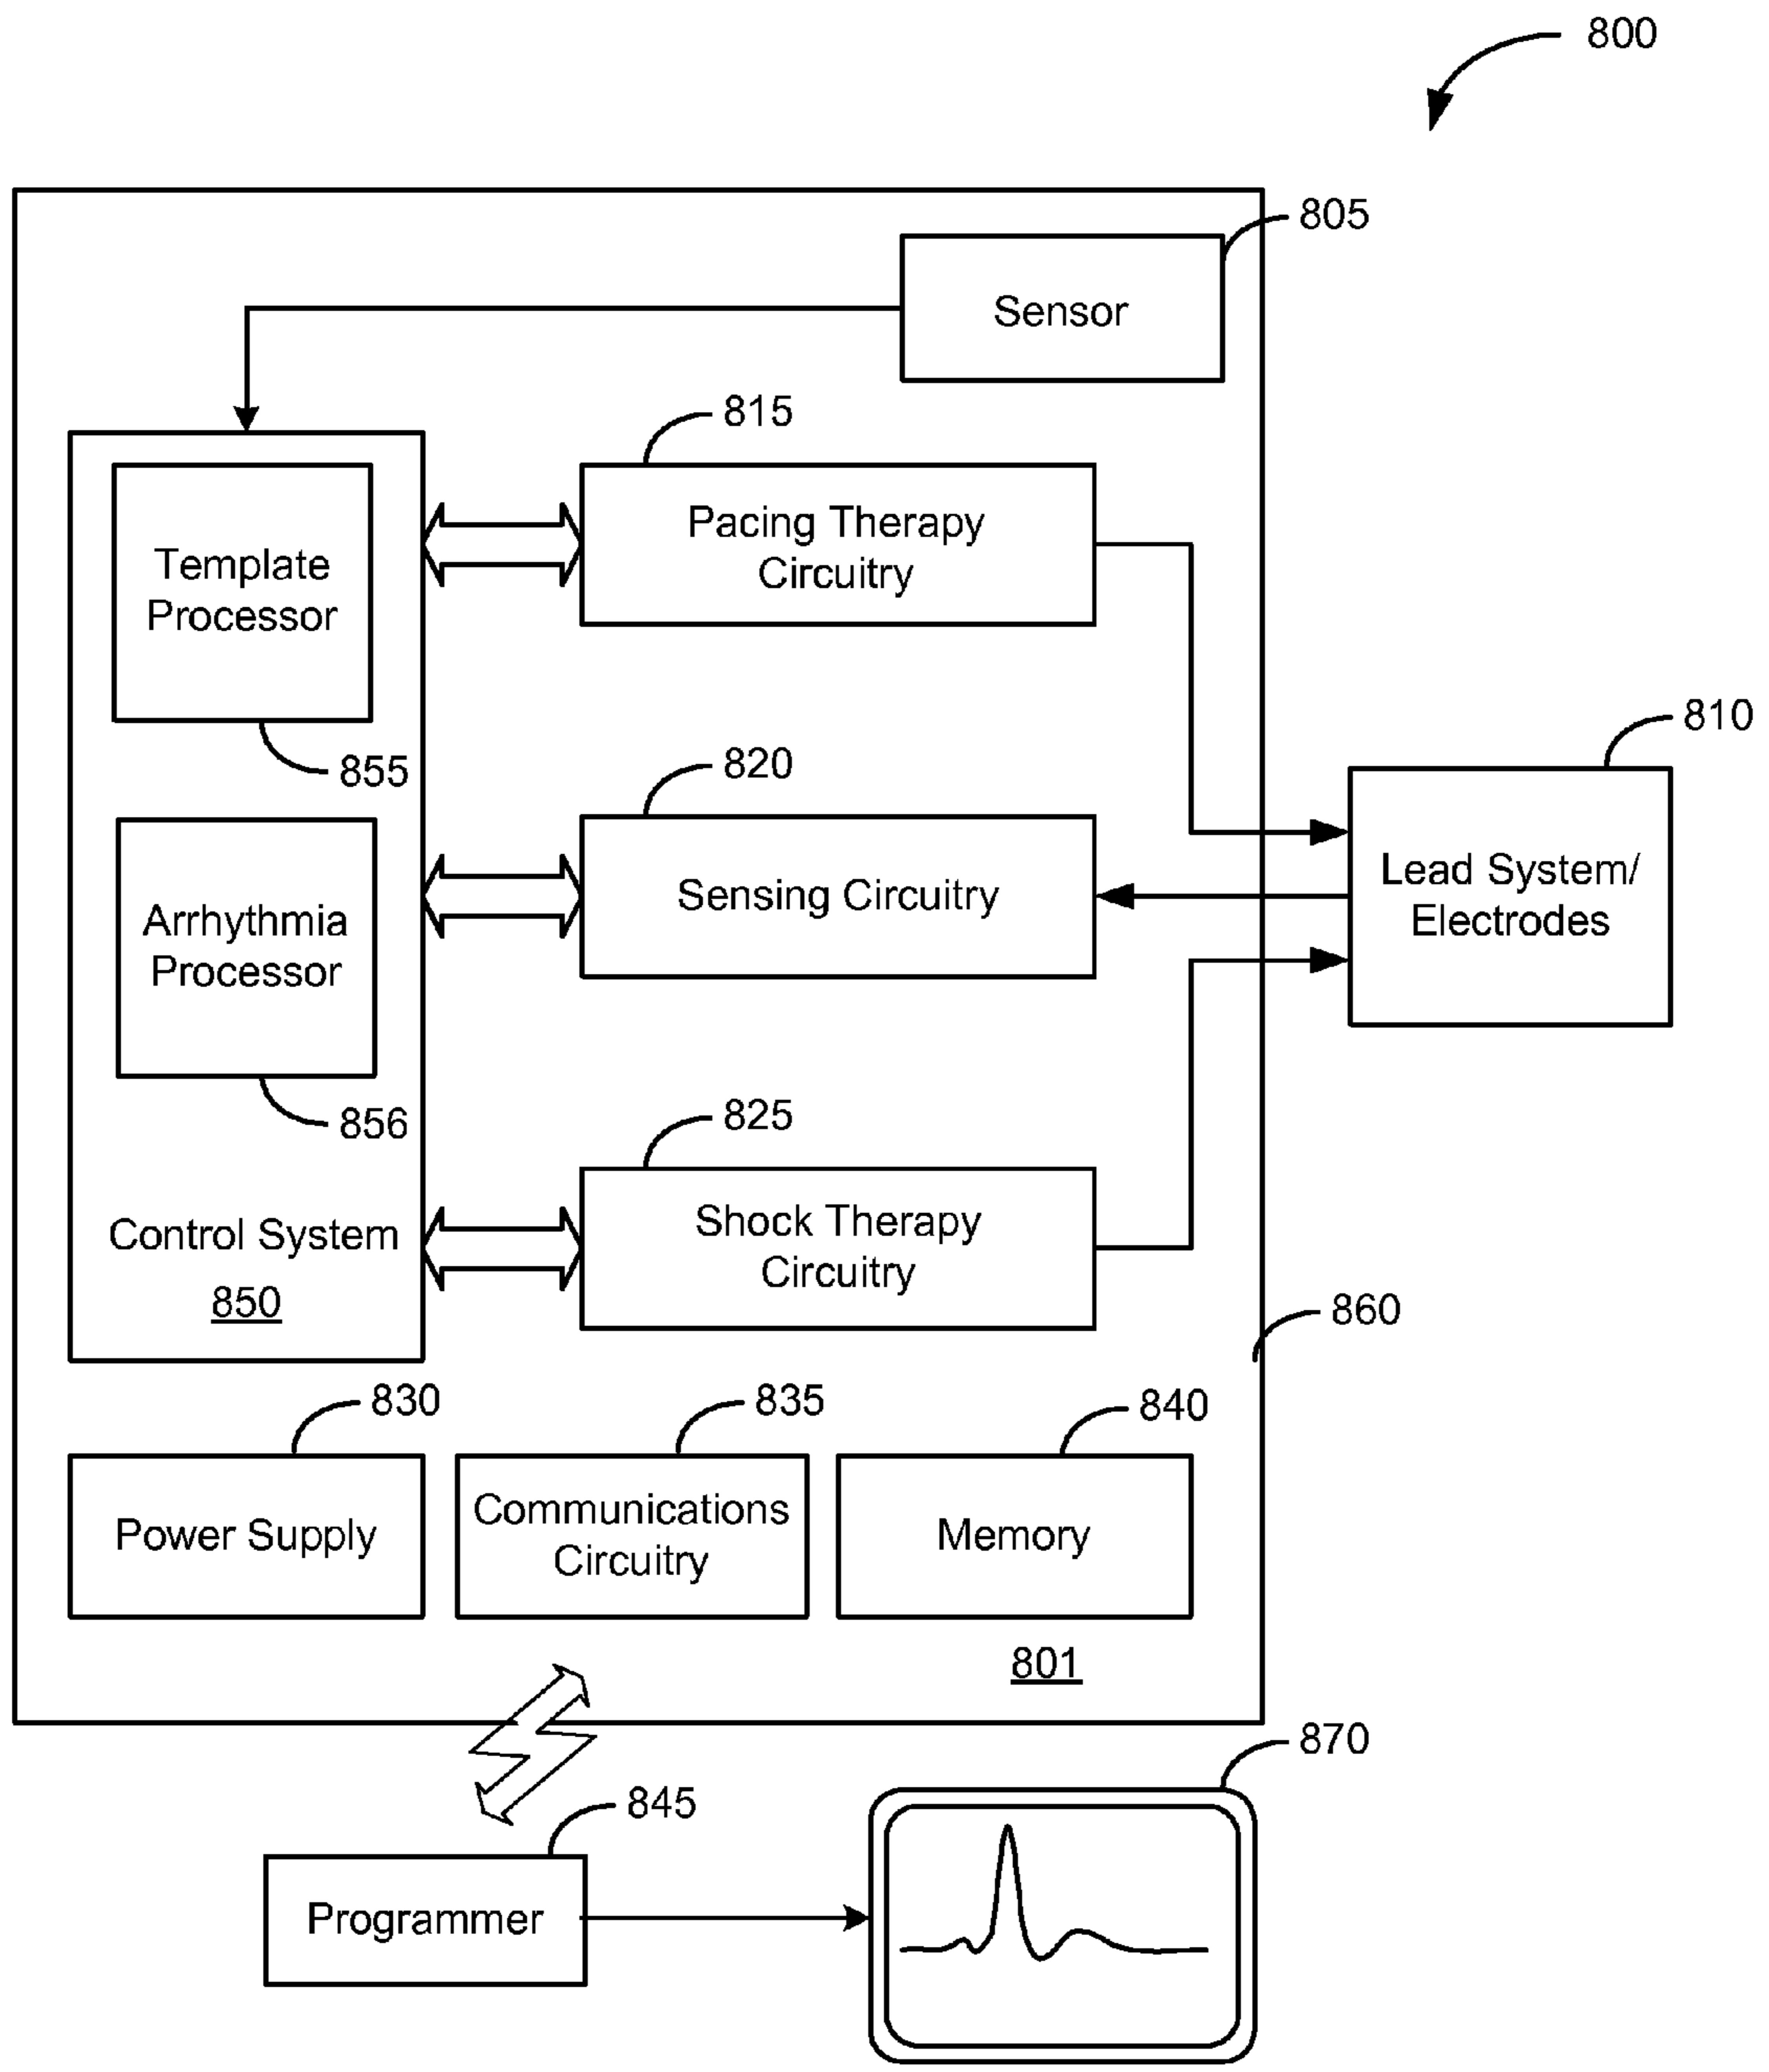 800
805
Sensor
815
Pacing Therapy
Circuitry
Template
Processor
855
810
820
Lead System/
Electrodes
Sensing Circuitry
Arrhythmia
Processor
856
825
Shock Therapy
Circuitry
Control System
850
860
830
835
840
Power Supply
Communications
Circuitry
Memory
801
870
845
Programmer